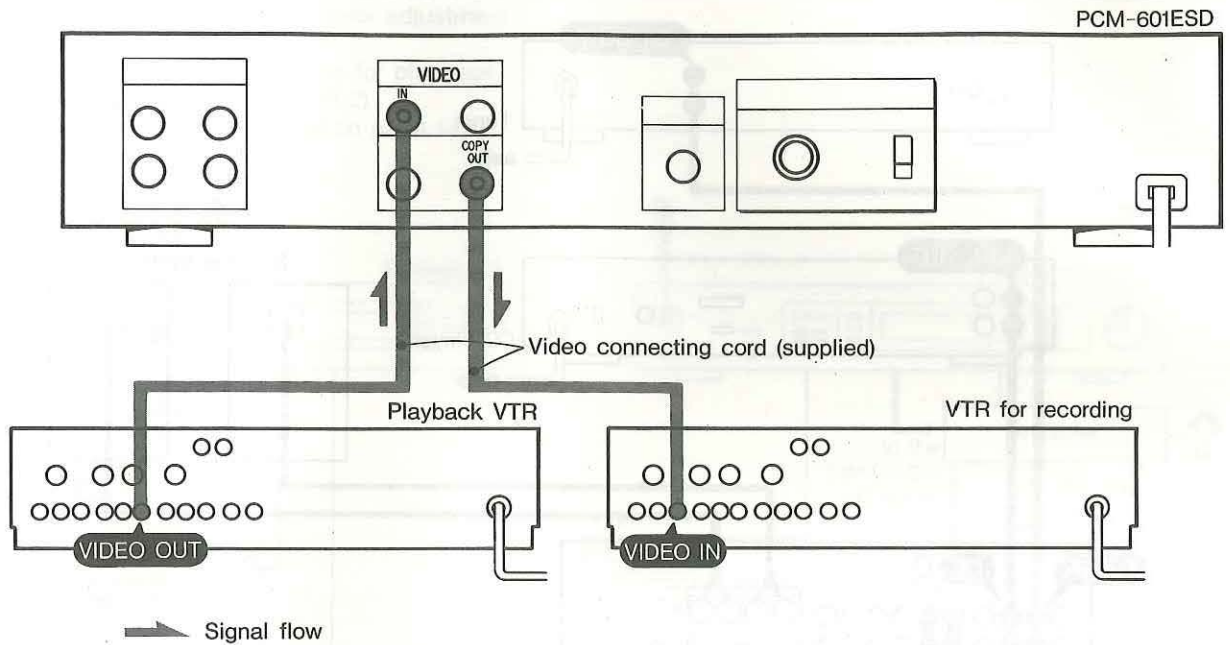 PCM-601ESD
VIDEO
IN
COPY
OUT
Video connecting cord (supplied)
Playback VTR
VTR for recording
VIDEO OUT
VIDEO IN
Signal flow